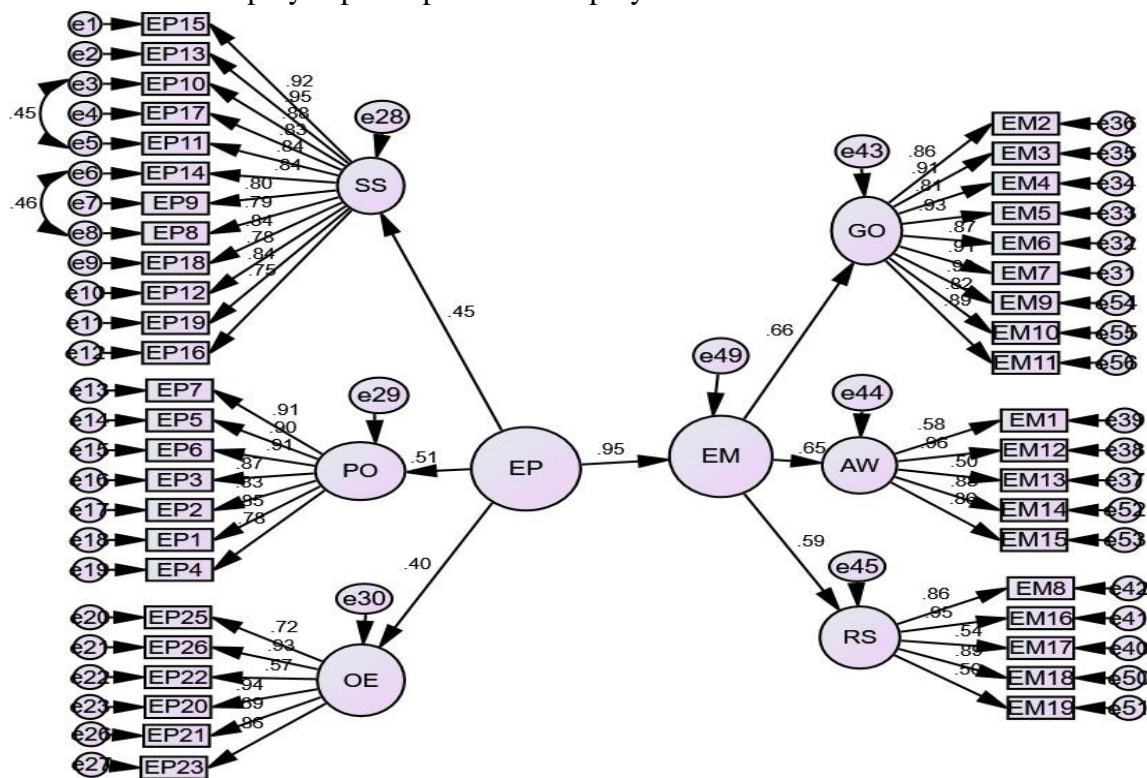 e1 EP15
e2 EP13
e3 EP10
e4 EP17
e5 EP11
e6 EP14
e7 EP9
e8 EP8
e9 EP18
e10 EP12
e11 EP19
e12 EP16
.45
.46
.92
.95
.88
.83
.84
.84
.80
.79
.84
.78
.84
.75
e28
SS
.45
e13 EP7
e14 EP5
e15 EP6
e16 EP3
e17 EP2
e18 EP1
e19 EP4
.91
.90
.91
.87
.83
.85
.78
e29
PO
.51
EP
.95
e20 EP25
e21 EP26
e22 EP22
e23 EP20
e26 EP21
e27 EP23
.72
.93
.57
.94
.86
e30
OE
.40
e49
EM
.66
.65
.59
e43
GO
.86
.91
.81
.93
.87
.91
.82
.89
EM2 e36
EM3 e35
EM4 e34
EM5 e33
EM6 e32
EM7 e31
EM9 e54
EM10 e55
EM11 e56
e44
AW
.58
.96
.50
EM1 e39
EM12 e38
EM13 e37
EM14 e52
EM15 e53
e45
RS
.86
.95
.54
.89
.50
EM8 e42
EM16 e41
EM17 e40
EM18 e50
EM19 e51